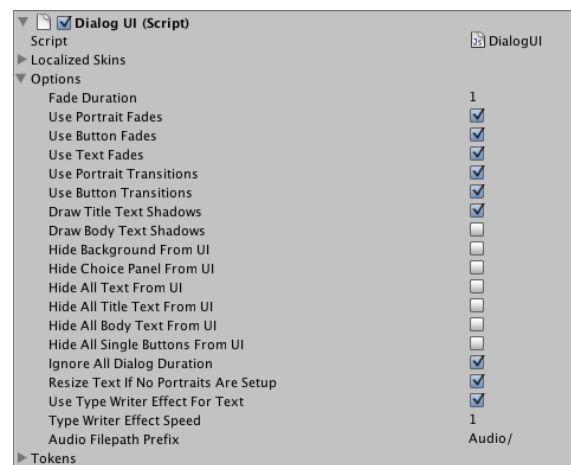 Dialog UI (Script)
Script JS DialogUI
Localized Skins
Options
Fade Duration 1
Use Portrait Fades
Use Button Fades
Use Text Fades
Use Portrait Transitions
Use Button Transitions
Draw Title Text Shadows
Draw Body Text Shadows
Hide Background From UI
Hide Choice Panel From UI
Hide All Text From UI
Hide All Title Text From UI
Hide All Body Text From UI
Hide All Single Buttons From UI
Ignore All Dialog Duration
Resize Text If No Portraits Are Setup
Use Type Writer Effect For Text
Type Writer Effect Speed 1
Audio Filepath Prefix Audio/
Tokens